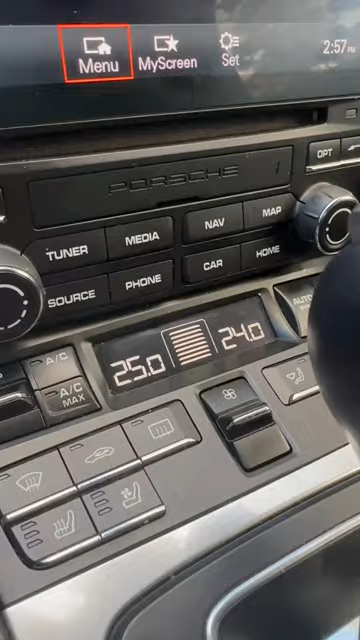 Menu MyScreen Set 2:57 PM
PORSCHE
OPT
TUNER MEDIA NAV MAP
SOURCE PHONE CAR HOME
AUTO
25.0 24.0
A/C
A/C MAX